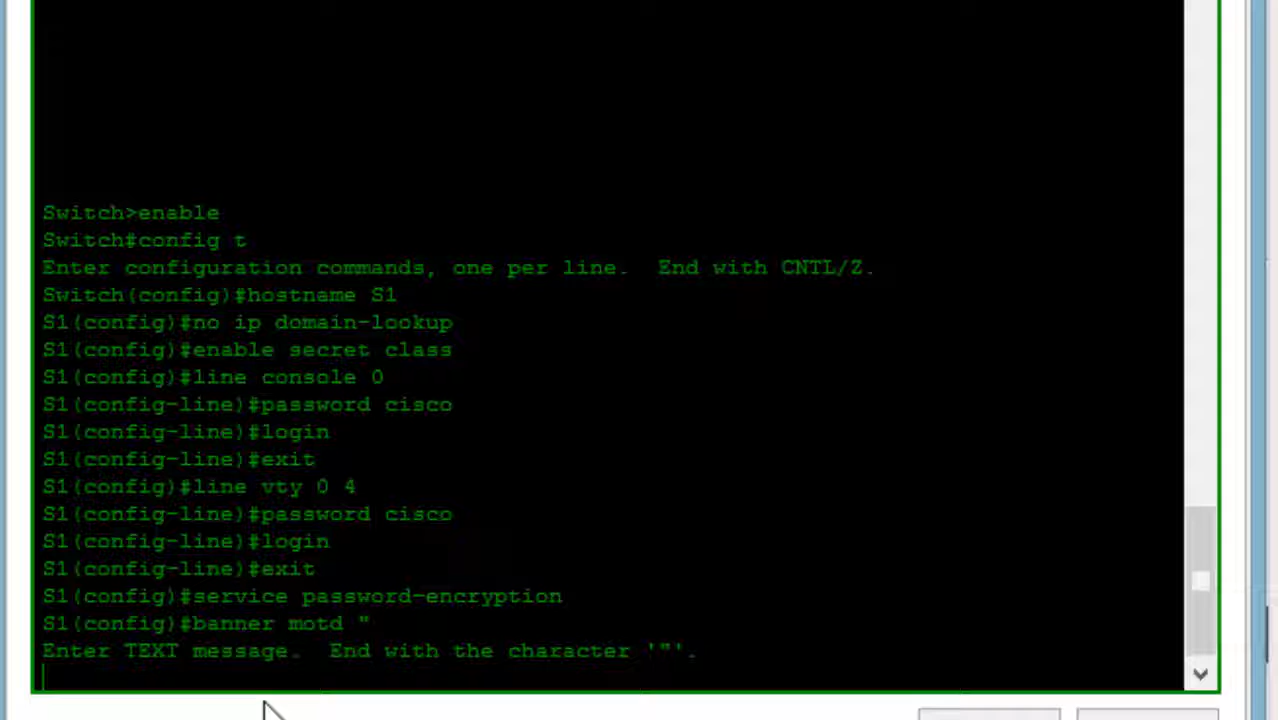 Switch>enable
Switch#config t
Enter configuration commands, one per line.  End with CNTL/Z.
Switch(config)#hostname S1
S1(config)#no ip domain-lookup
S1(config)#enable secret class
S1(config)#line console 0
S1(config-line)#password cisco
S1(config-line)#login
S1(config-line)#exit
S1(config-line)#line vty 0 4
S1(config-line)#password cisco
S1(config-line)#login
S1(config-line)#exit
S1(config)#service password-encryption
S1(config)#banner motd "
Enter TEXT message.  End with the character '"'.